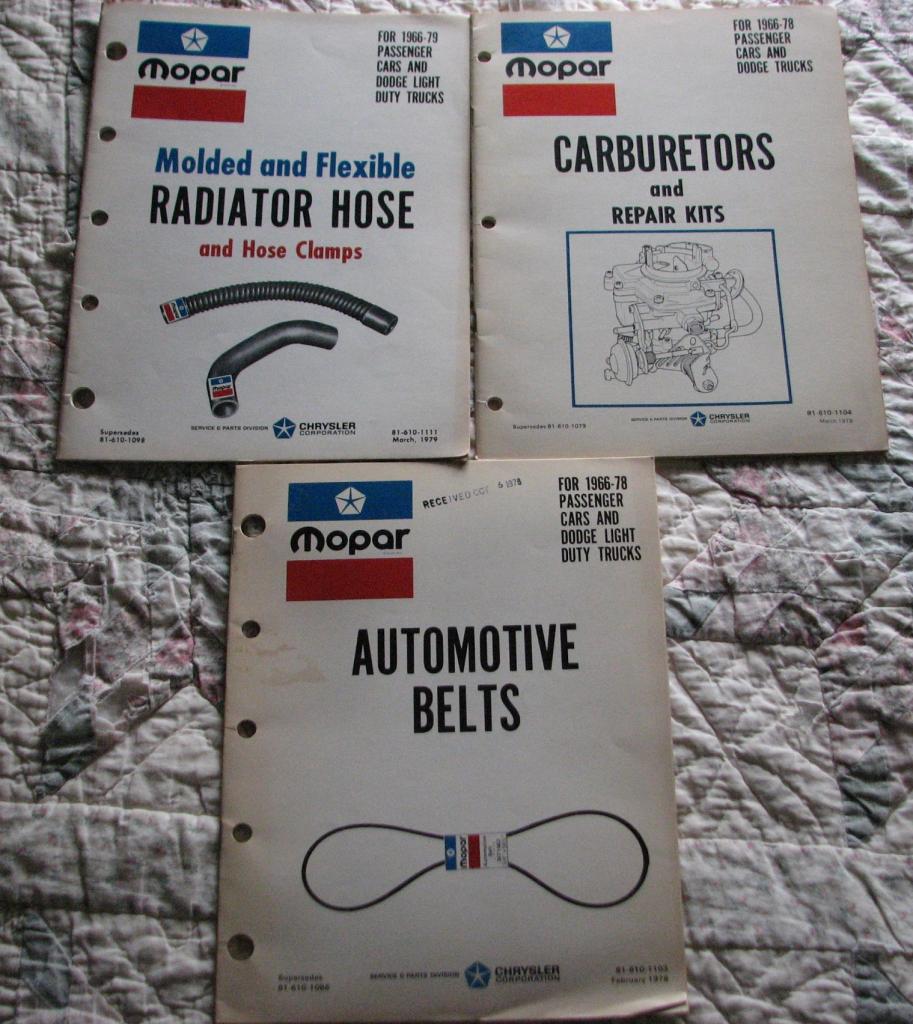 Mopar
FOR 1966-79
PASSENGER
CARS AND
DODGE LIGHT
DUTY TRUCKS
Molded and Flexible
RADIATOR HOSE
and Hose Clamps
Supersedes
81-610-1098
SERVICE & PARTS DIVISION
CHRYSLER
CORPORATION
81-610-1111
March, 1979
Mopar
FOR 1966-78
PASSENGER
CARS AND
DODGE TRUCKS
CARBURETORS
and
REPAIR KITS
Supersedes 81-610-1079
SERVICE & PARTS DIVISION
CHRYSLER
CORPORATION
81-610-1104
March 1978
Mopar
RECEIVED OCT 6 1978
FOR 1966-78
PASSENGER
CARS AND
DODGE LIGHT
DUTY TRUCKS
AUTOMOTIVE
BELTS
Mopar
Supersedes
81-610-1086
SERVICE & PARTS DIVISION
CHRYSLER
CORPORATION
81-610-1103
February 1978